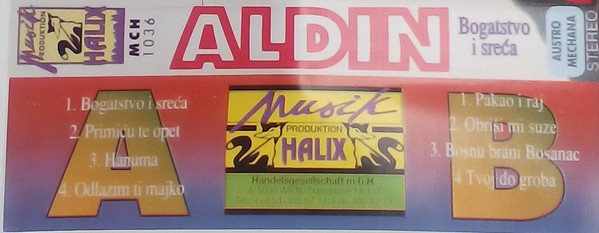 Musik
PRODUKTION
HALIX
MCH
1036
ALDIN
Bogatstvo
i sreća
AUSTRO
MECHANA
STEREO
A
1. Bogatstvo i sreća
2. Primiću te opet
3. Hanuma
4. Odlazim ti majko
Musik
PRODUKTION
HALIX
Handelsgesellschaft m.b.H.
B
1. Pakao i raj
2. Obriši mi suze
3. Bosnu brani Bosanac
4 Tvoj do groba